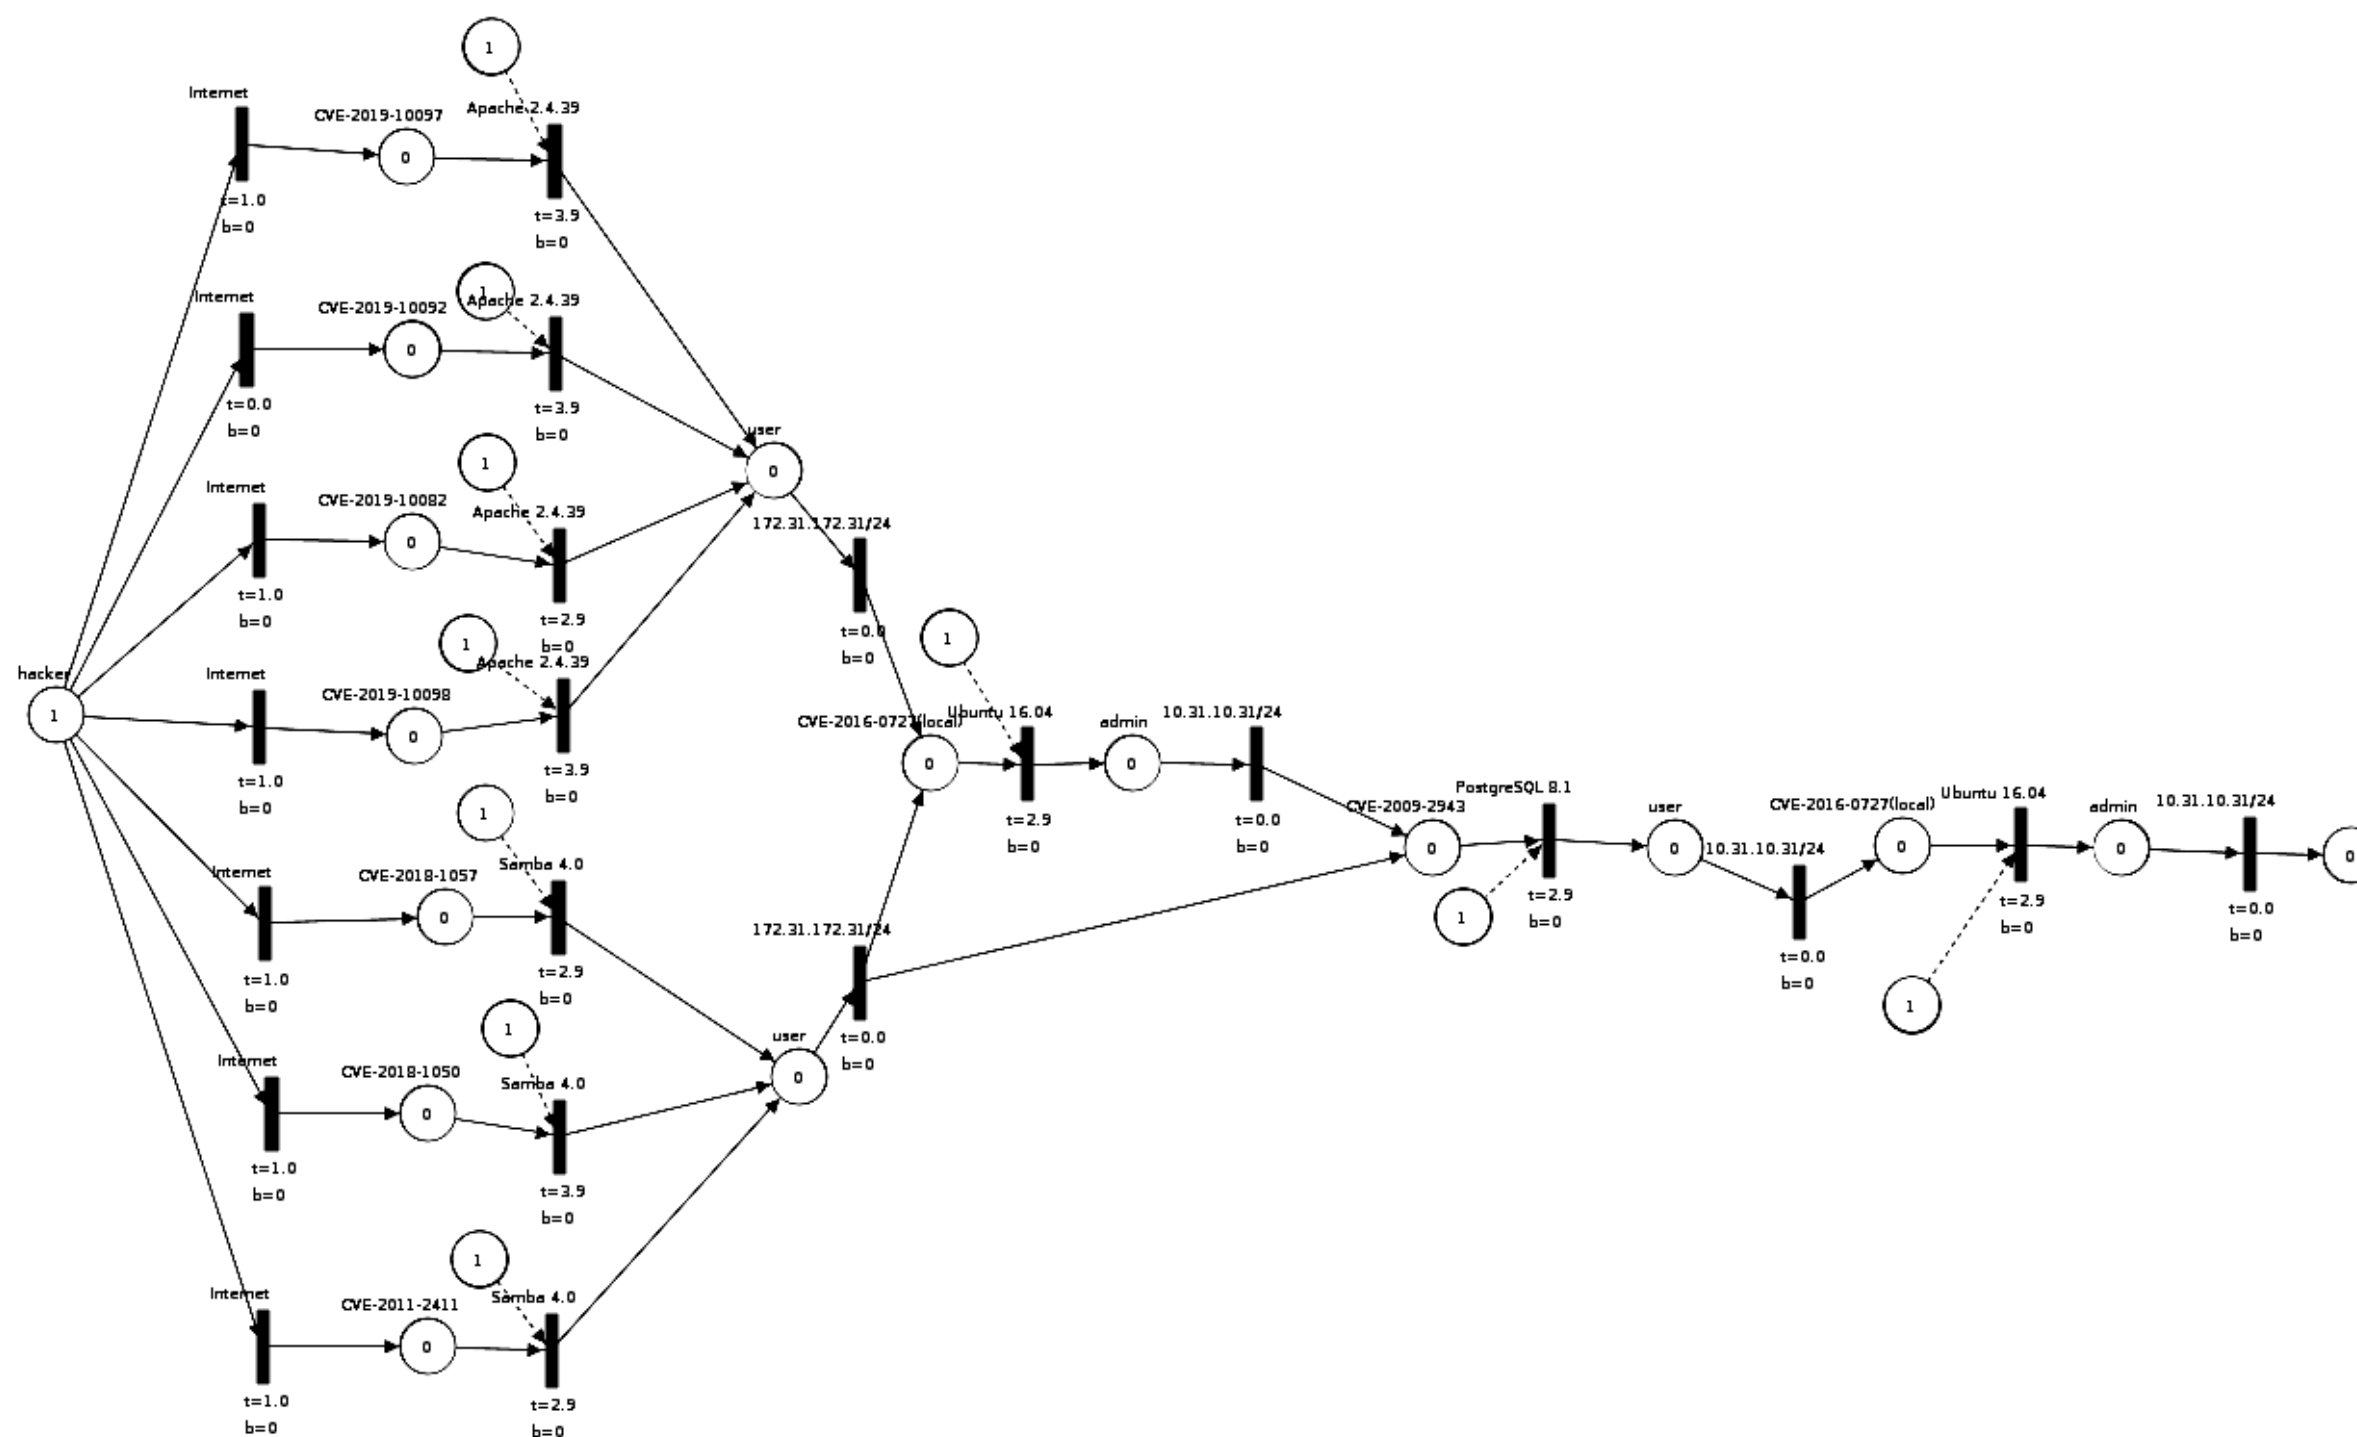 1
Internet
CVE-2019-10097
Apache 2.4.39
0
t=1.0
b=0
t=3.9
b=0
1
Internet
CVE-2019-10092
Apache 2.4.39
0
t=0.0
b=0
t=3.9
b=0
user
0
1
Internet
CVE-2019-10082
Apache 2.4.39
0
t=1.0
b=0
t=2.9
b=0
172.31.172.31/24
t=0.0
b=0
1
hacker
1
Internet
CVE-2019-10098
Apache 2.4.39
0
t=1.0
b=0
t=3.9
b=0
1
CVE-2016-0727(local)
0
Ubuntu 16.04
t=2.9
b=0
admin
0
10.31.10.31/24
t=0.0
b=0
CVE-2009-2943
0
PostgreSQL 8.1
t=2.9
b=0
1
user
0
10.31.10.31/24
t=0.0
b=0
CVE-2016-0727(local)
0
Ubuntu 16.04
t=2.9
b=0
1
admin
0
10.31.10.31/24
t=0.0
b=0
0
1
Internet
CVE-2018-1057
Samba 4.0
0
t=1.0
b=0
t=2.9
b=0
172.31.172.31/24
t=0.0
b=0
1
Internet
CVE-2018-1050
Samba 4.0
0
t=1.0
b=0
t=3.9
b=0
user
0
1
Internet
CVE-2011-2411
Samba 4.0
0
t=1.0
b=0
t=2.9
b=0